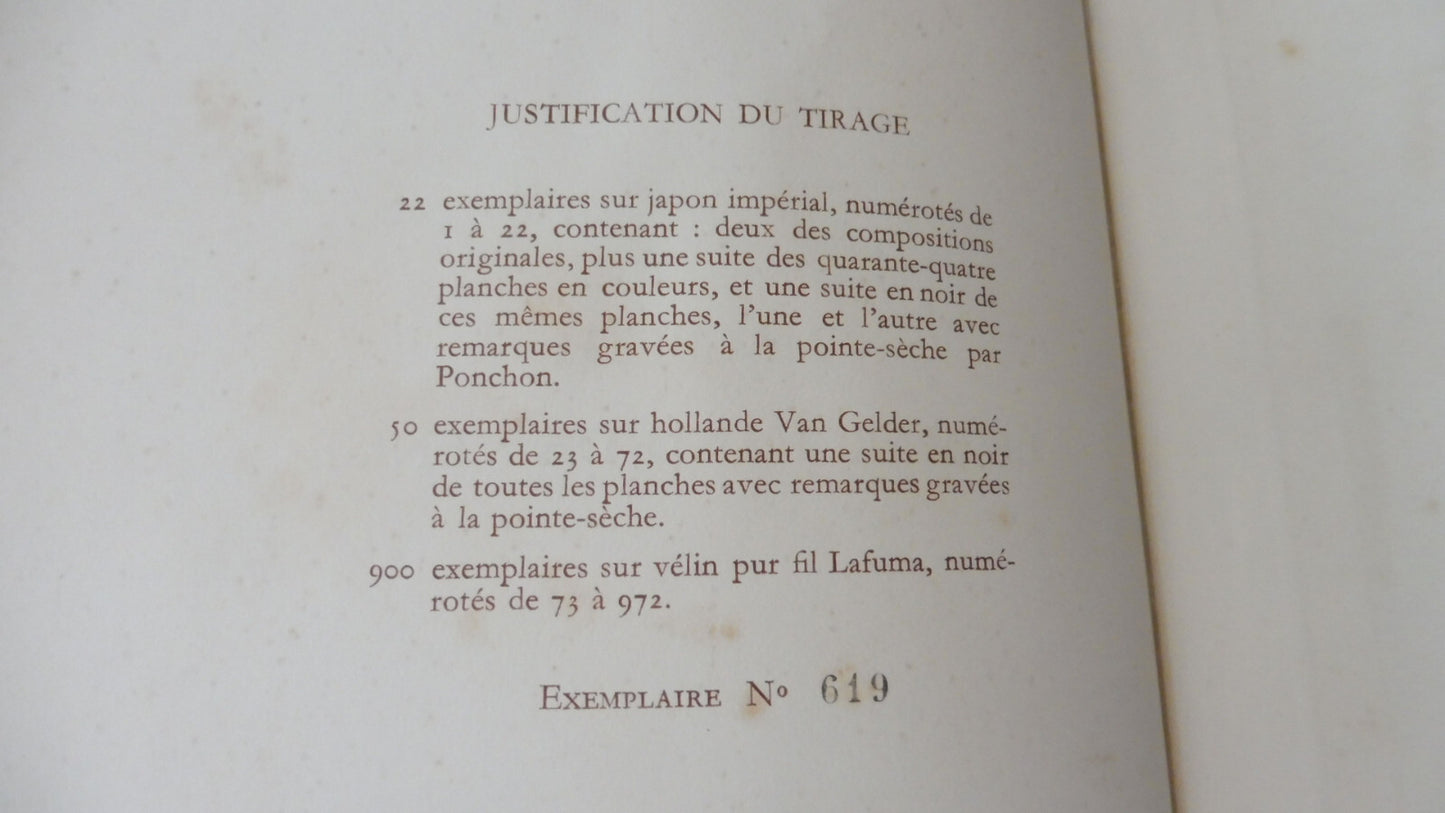 JUSTIFICATION DU TIRAGE
22 exemplaires sur japon impérial, numérotés de
1 à 22, contenant : deux des compositions
originales, plus une suite des quarante-quatre
planches en couleurs, et une suite en noir de
ces mêmes planches, l’une et l’autre avec
remarques gravées à la pointe-sèche par
Ponchon.
50 exemplaires sur hollande Van Gelder, numé-
rotés de 23 à 72, contenant une suite en noir
de toutes les planches avec remarques gravées
à la pointe-sèche.
900 exemplaires sur vélin pur fil Lafuma, numé-
rotés de 73 à 972.
EXEMPLAIRE Nº 619